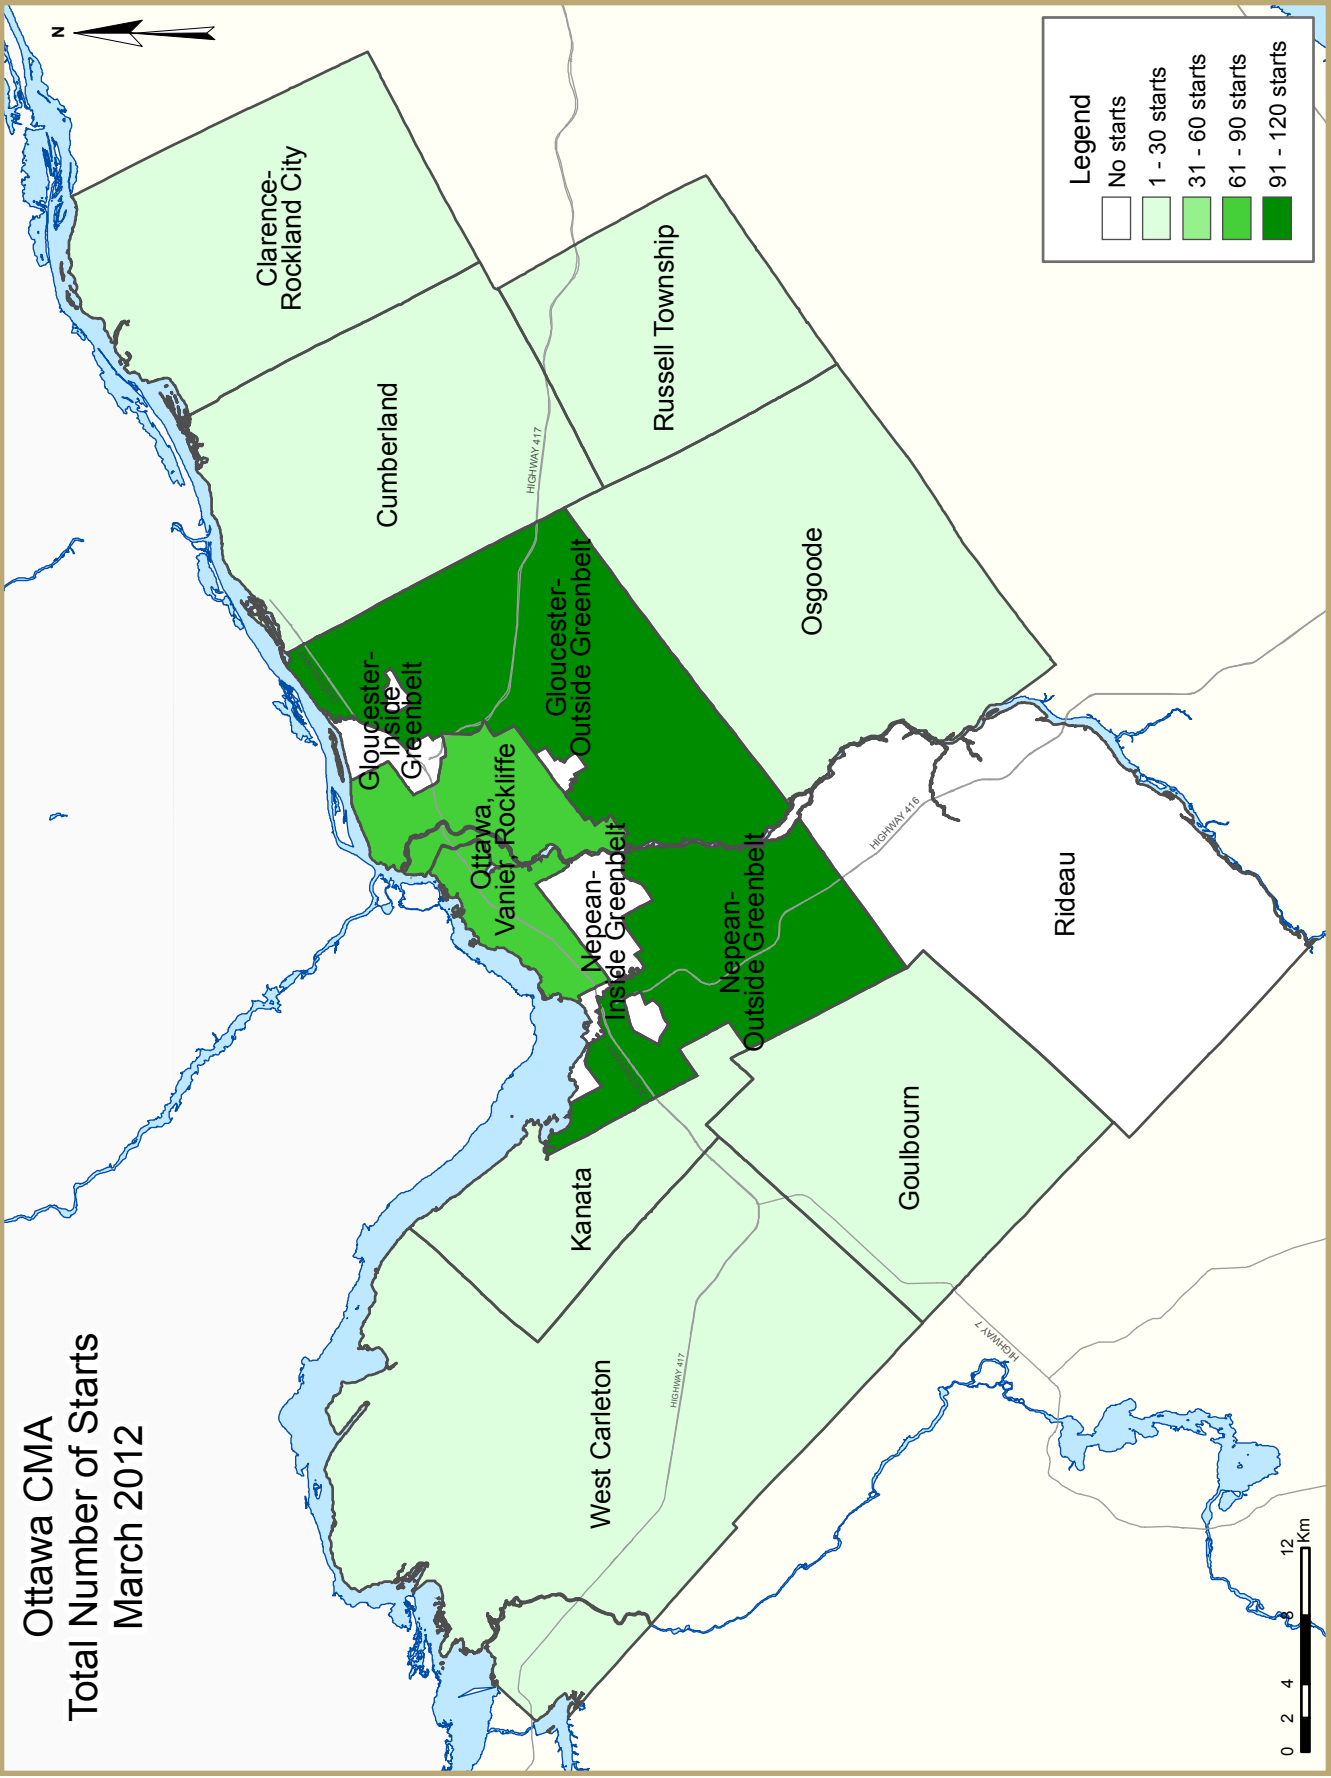 Ottawa CMA
Total Number of Starts
March 2012
N
Clarence-
Rockland City
Cumberland
Russell Township
HIGHWAY 417
Osgoode
Gloucester-
Inside
Greenbelt
Gloucester-
Outside Greenbelt
Ottawa,
Vanier, Rockliffe
Nepean-
Inside Greenbelt
Nepean-
Outside Greenbelt
HIGHWAY 416
Rideau
Kanata
Goulbourn
West Carleton
HIGHWAY 417
HIGHWAY 7
Legend
No starts
1 - 30 starts
31 - 60 starts
61 - 90 starts
91 - 120 starts
0 2 4 8 12
Km